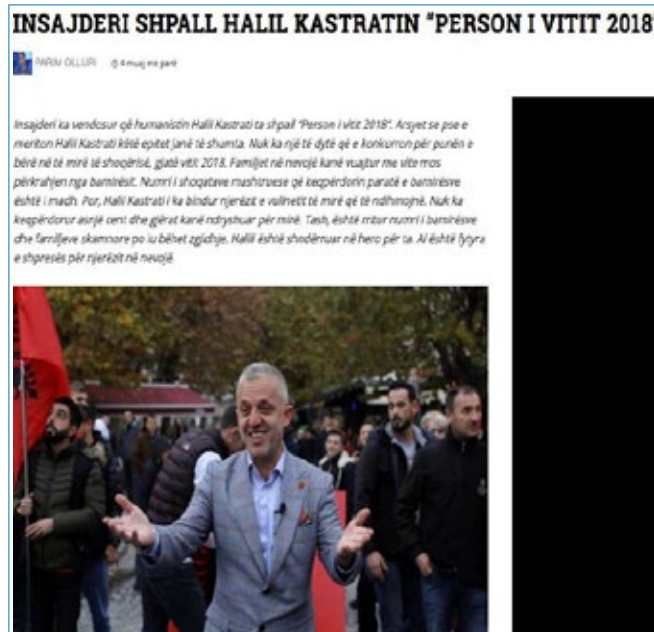 INSAJDERI SHPALL HALIL KASTRATIN “PERSON I VITIT 2018”
PARIM OLLURI 4 muaj më parë
Insajderi ka vendosur që humanistin Halil Kastrati ta shpall “Person i vitit 2018”. Arsyet se pse e
meriton Halil Kastrati këtë epitet janë të shumta. Nuk ka një të dytë që e konkurron për punën e
bërë në të mirë të shoqërisë, gjatë vitit 2018. Familjet në nevojë kanë vuajtur me vite mos
përkrahjen nga bamirësit. Numri i shoqatave mashtruese që keqpërdorin paratë e bamirësve
është i madh. Por, Halil Kastrati i ka bindur njerëzit e vullnetit të mirë që të ndihmojnë. Nuk ka
keqpërdorur asnjë cent dhe gjërat kanë ndryshuar për mirë. Tash, është rritur numri i bamirësve
dhe familjeve skamnore po iu bëhet zgjidhje. Halili është shndërruar në hero për ta. Ai është fytyra
e shpresës për njerëzit në nevojë.